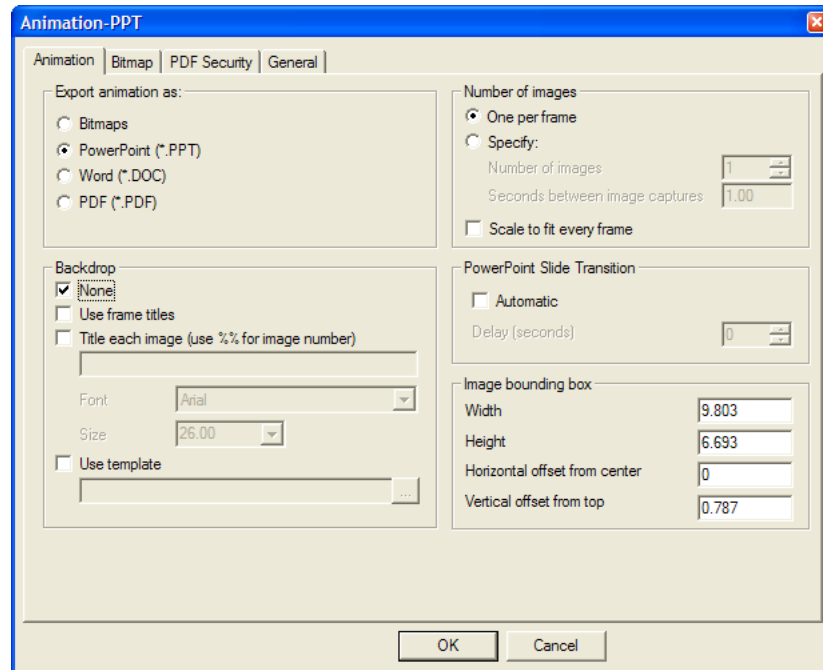 Animation-PPT
Animation
Bitmap
PDF Security
General
Export animation as:
Bitmaps
PowerPoint (*.PPT)
Word (*.DOC)
PDF (*.PDF)
Number of images
One per frame
Specify:
Number of images 1
Seconds between image captures 1.00
Scale to fit every frame
Backdrop
None
Use frame titles
Title each image (use %% for image number)
Font Arial
Size 26.00
Use template
...
PowerPoint Slide Transition
Automatic
Delay (seconds) 0
Image bounding box
Width 9.803
Height 6.693
Horizontal offset from center 0
Vertical offset from top 0.787
OK
Cancel